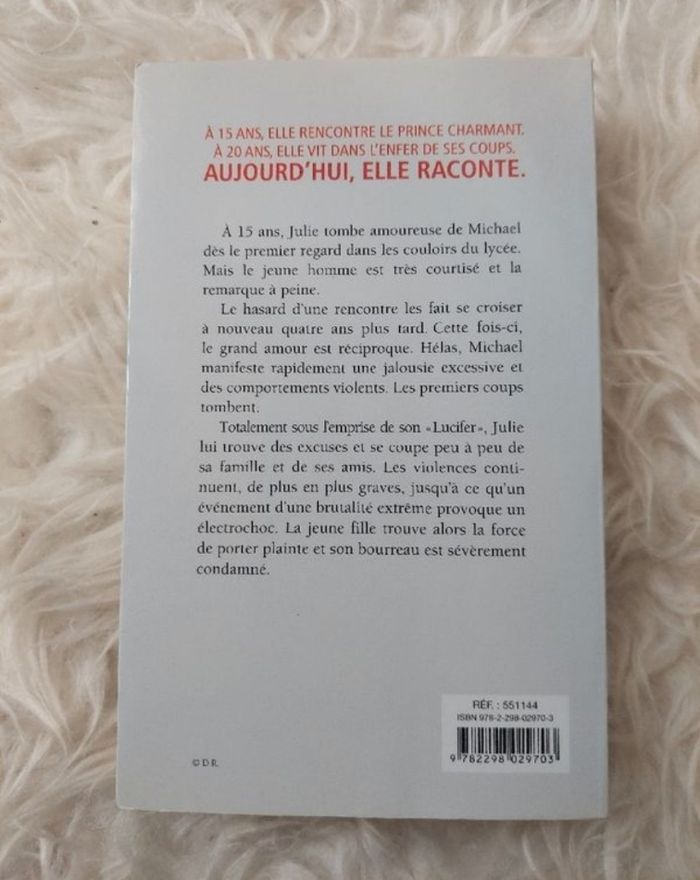 À 15 ANS, ELLE RENCONTRE LE PRINCE CHARMANT.
À 20 ANS, ELLE VIT DANS L'ENFER DE SES COUPS.
AUJOURD'HUI, ELLE RACONTE.
À 15 ans, Julie tombe amoureuse de Michael
dès le premier regard dans les couloirs du lycée.
Mais le jeune homme est très courtisé et la
remarque à peine.
Le hasard d'une rencontre les fait se croiser
à nouveau quatre ans plus tard. Cette fois-ci,
le grand amour est réciproque. Hélas, Michael
manifeste rapidement une jalousie excessive et
des comportements violents. Les premiers coups
tombent.
Totalement sous l'emprise de son «Lucifer», Julie
lui trouve des excuses et se coupe peu à peu de
sa famille et de ses amis. Les violences conti-
nuent, de plus en plus graves, jusqu'à ce qu'un
événement d'une brutalité extrême provoque un
électrochoc. La jeune fille trouve alors la force
de porter plainte et son bourreau est sévèrement
condamné.
RÉF. : 551144
ISBN 978-2-298-02970-3
9 782298 029703
© D.R.